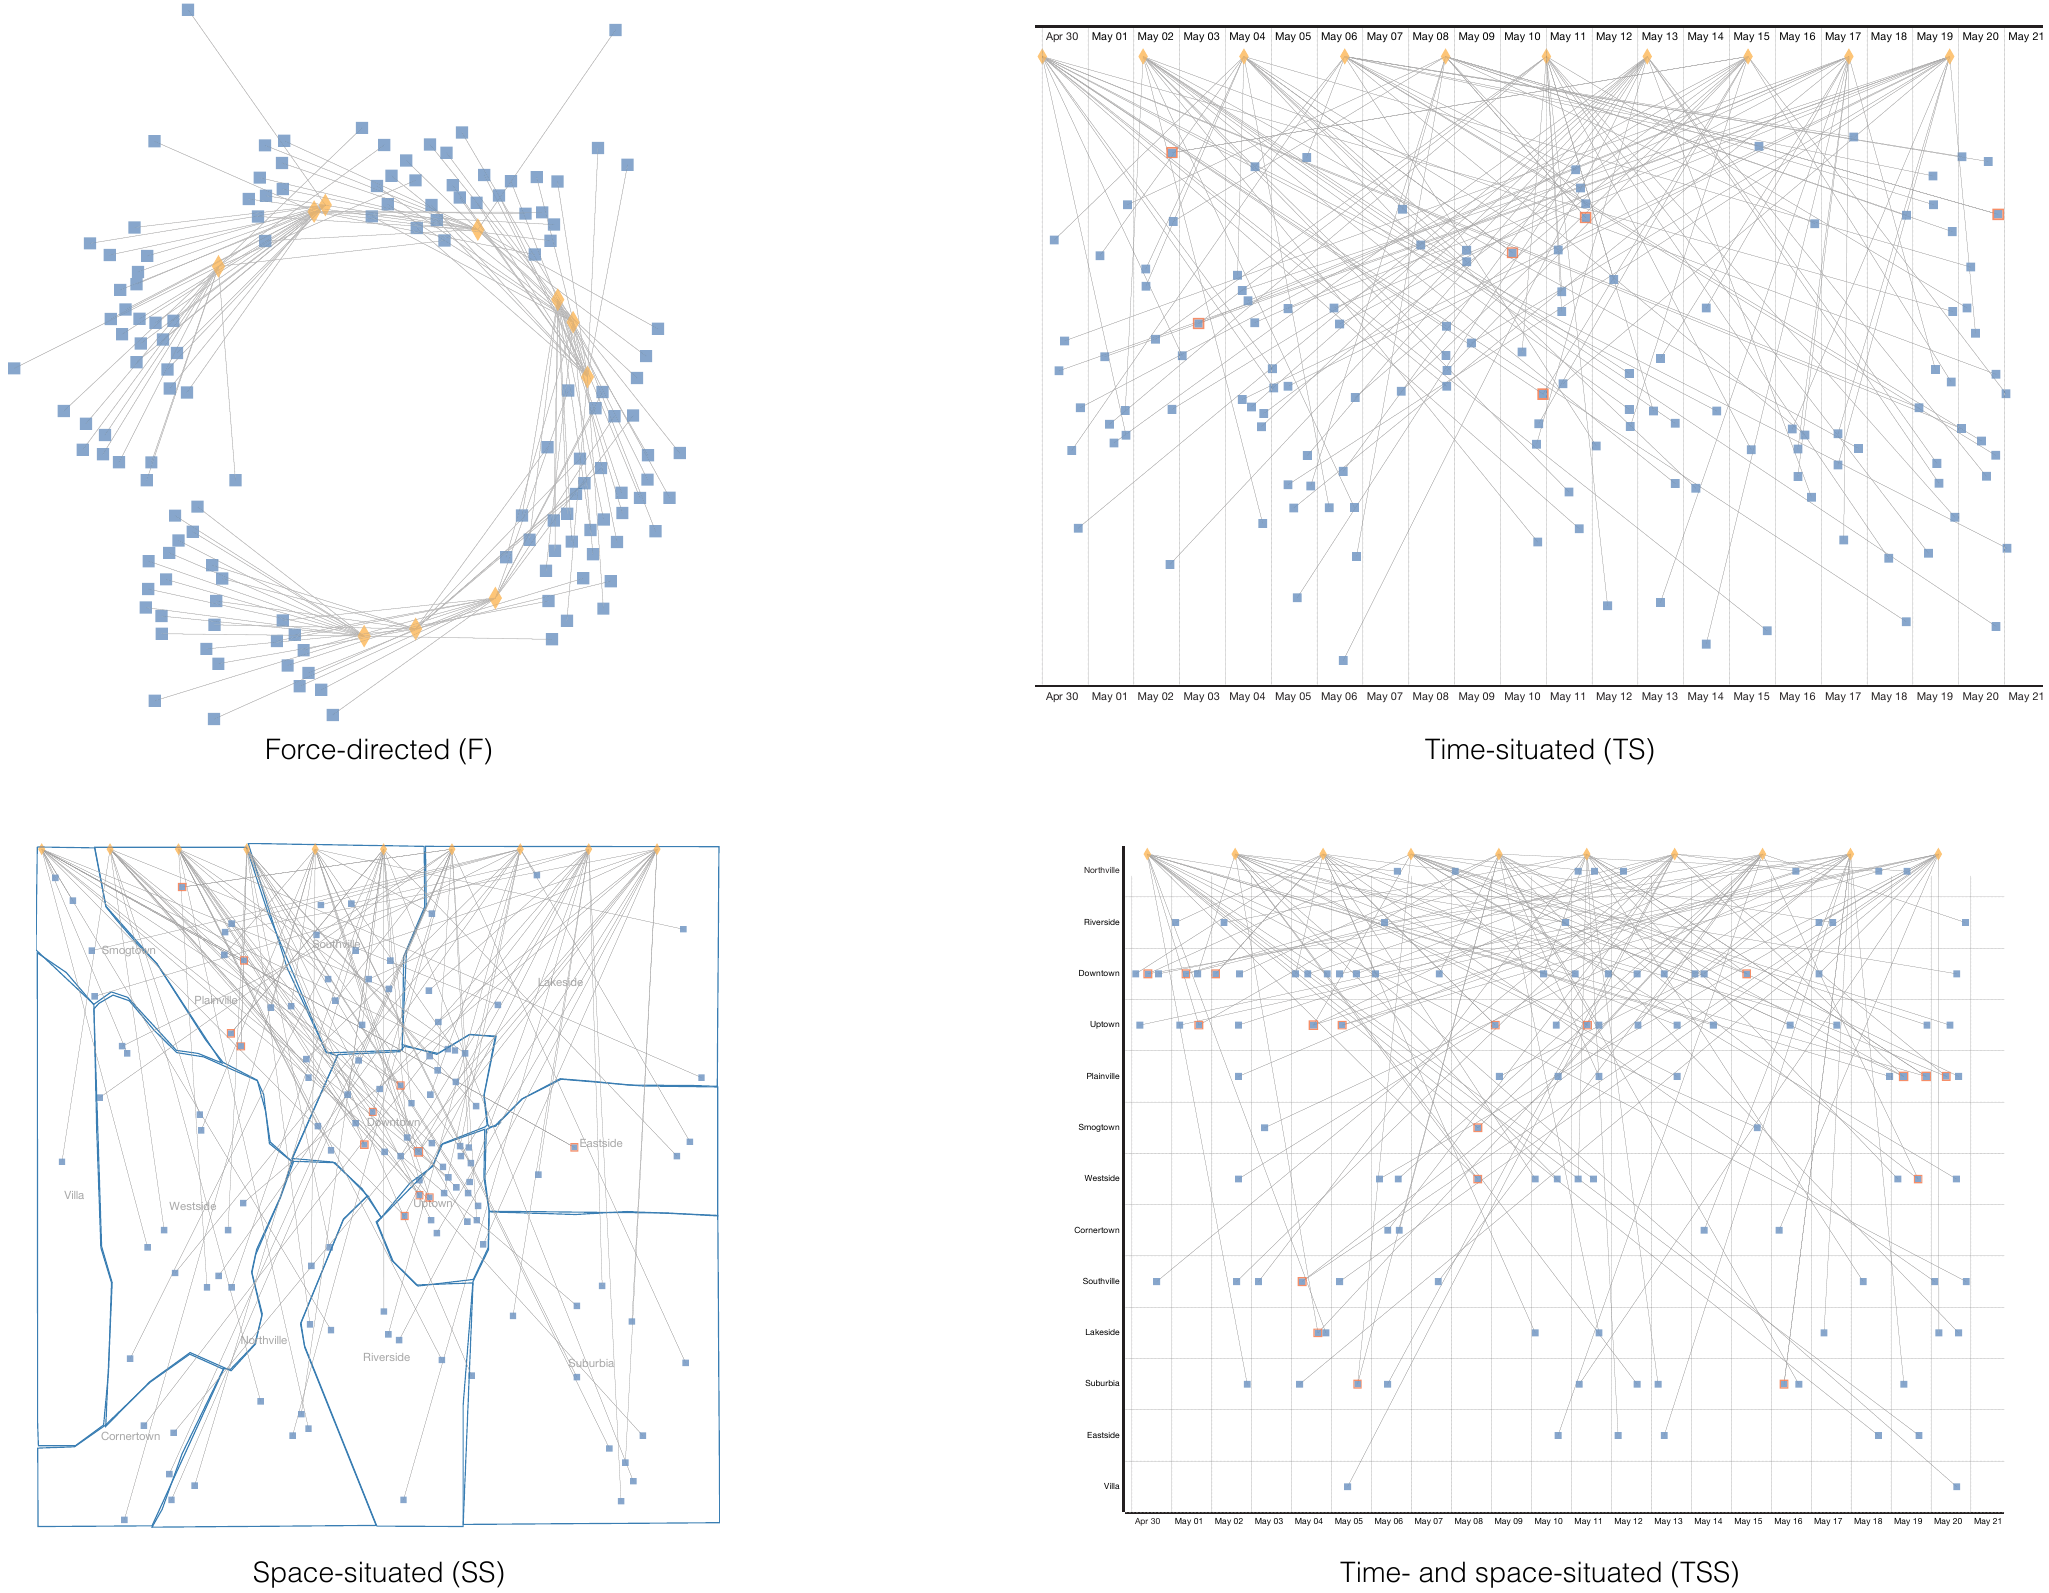 Apr 30 May 01 May 02 May 03 May 04 May 05 May 06 May 07 May 08 May 09 May 10 May 11 May 12 May 13 May 14 May 15 May 16 May 17 May 18 May 19 May 20 May 21
Apr 30 May 01 May 02 May 03 May 04 May 05 May 06 May 07 May 08 May 09 May 10 May 11 May 12 May 13 May 14 May 15 May 16 May 17 May 18 May 19 May 20 May 21
Force-directed (F)
Time-situated (TS)
Smogtown
Southville
Plainville
Lakeside
Downtown
Eastside
Villa
Westside
Uptown
Northville
Riverside
Suburbia
Cornertown
Northville
Riverside
Downtown
Uptown
Plainville
Smogtown
Westside
Cornertown
Southville
Lakeside
Suburbia
Eastside
Villa
Apr 30 May 01 May 02 May 03 May 04 May 05 May 06 May 07 May 08 May 09 May 10 May 11 May 12 May 13 May 14 May 15 May 16 May 17 May 18 May 19 May 20 May 21
Space-situated (SS)
Time- and space-situated (TSS)